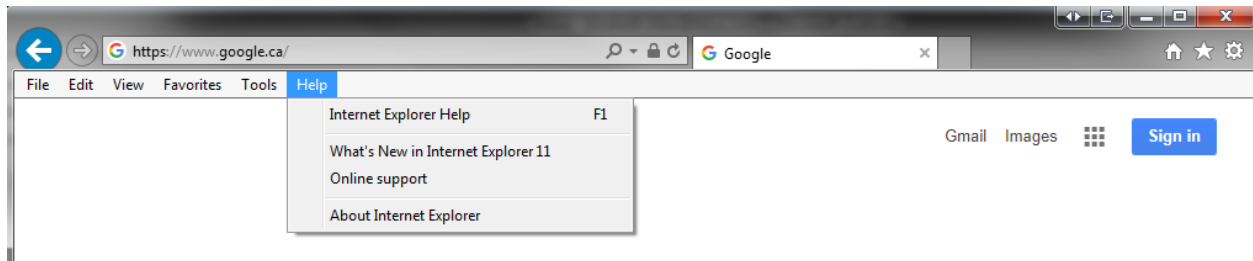 https://www.google.ca/
Google
File Edit View Favorites Tools Help
Internet Explorer Help F1
What's New in Internet Explorer 11
Online support
About Internet Explorer
Gmail Images Sign in